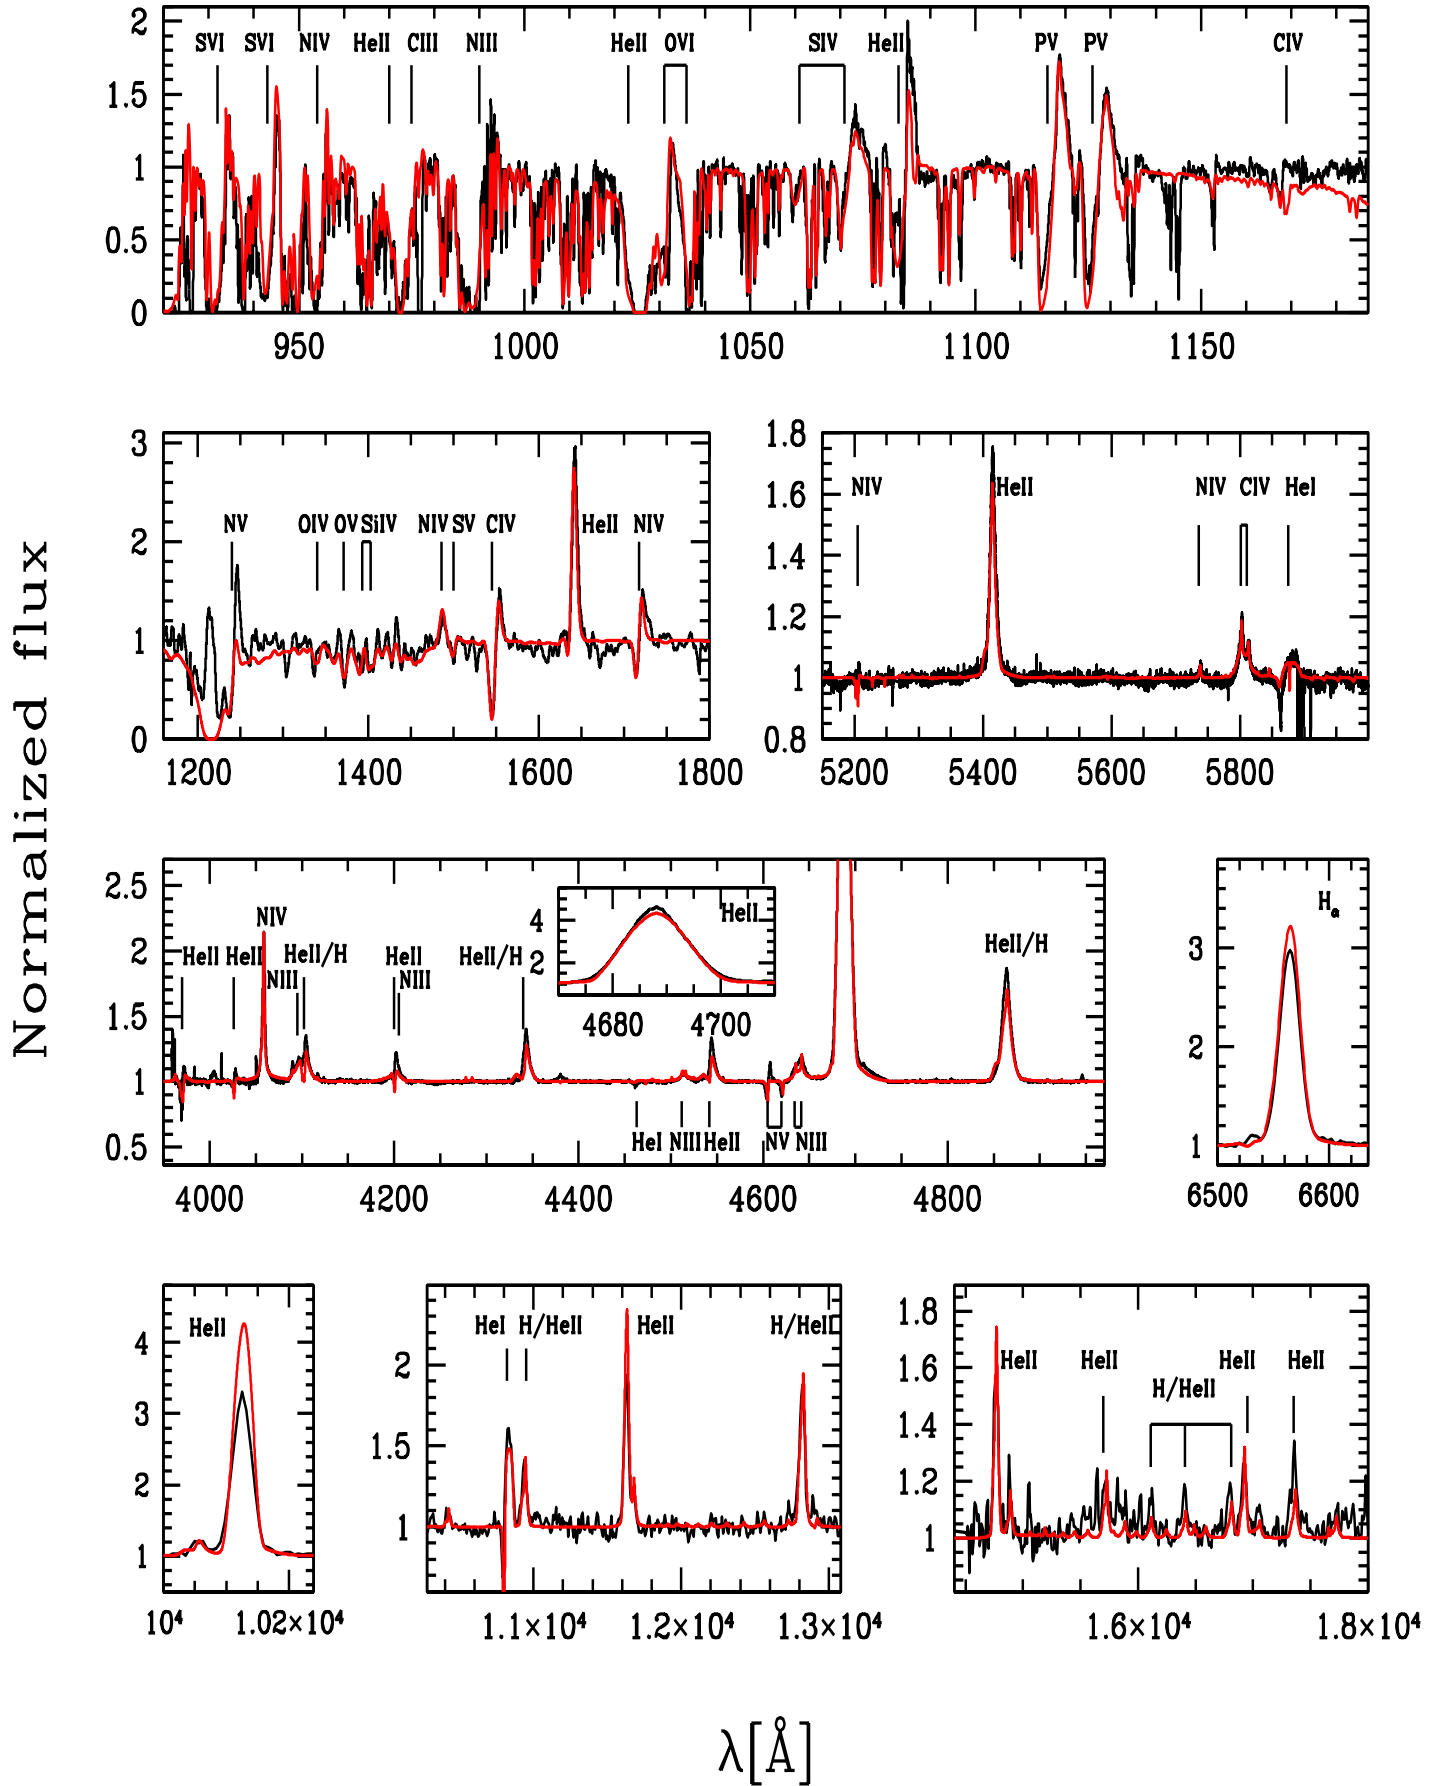 SVI SVI NIV HeII CIII NIII HeII OVI SIV HeII PV PV CIV
2
1.5
1
0.5
0
950 1000 1050 1100 1150
Normalized flux
3
2
1
0
NV OIV OV SiIV NIV SV CIV HeII NIV
1200 1400 1600 1800
1.8
1.6
1.4
1.2
1
0.8
NIV HeII NIV CIV HeI
5200 5400 5600 5800
2.5
2
1.5
1
0.5
NIV
HeII HeII HeII/H HeII HeII/H HeII/H
NIII NIII
4
2
HeII
4680 4700
HeI NIII HeII NV NIII
4000 4200 4400 4600 4800
3
2
1
Hα
6500 6600
4
3
2
1
HeII
10⁴ 1.02×10⁴
2
1.5
1
HeI H/HeII HeII H/HeII
1.1×10⁴ 1.2×10⁴ 1.3×10⁴
1.8
1.6
1.4
1.2
1
HeII HeII HeII HeII
H/HeII
1.6×10⁴ 1.8×10⁴
λ[Å]